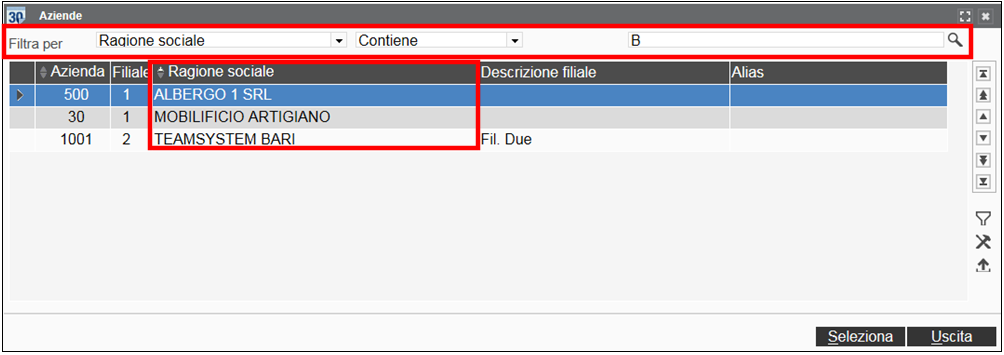 30 Aziende
Filtra per Ragione sociale Contiene B
Azienda Filiale Ragione sociale Descrizione filiale Alias
500 1 ALBERGO 1 SRL
30 1 MOBILIFICIO ARTIGIANO
1001 2 TEAMSYSTEM BARI Fil. Due
Seleziona Uscita